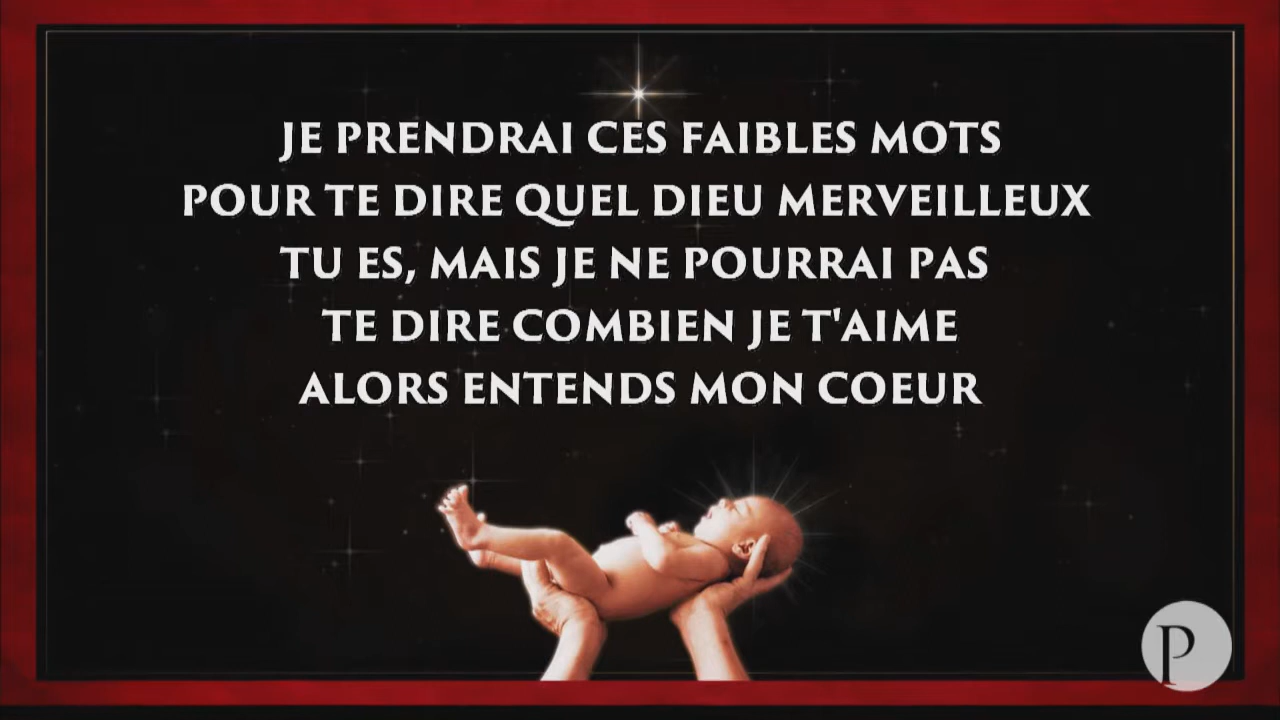 JE PRENDRAI CES FAIBLES MOTS
POUR TE DIRE QUEL DIEU MERVEILLEUX
TU ES, MAIS JE NE POURRAI PAS
TE DIRE COMBIEN JE T'AIME
ALORS ENTENDS MON COEUR
P